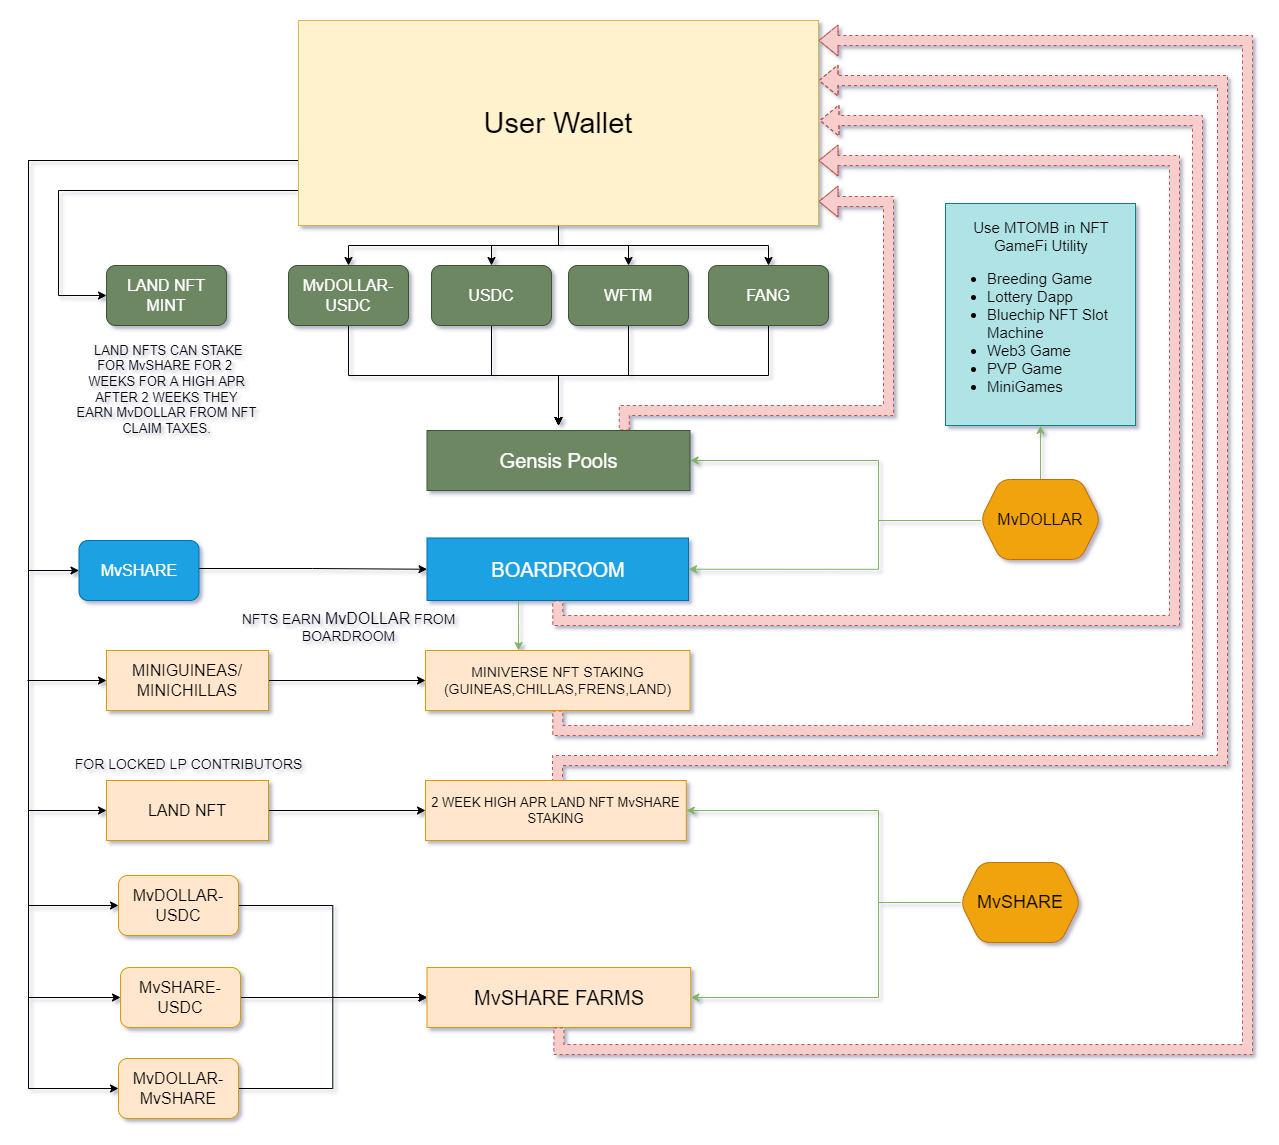 User Wallet
Use MTOMB in NFT
GameFi Utility
• Breeding Game
• Lottery Dapp
• Bluechip NFT Slot
Machine
• Web3 Game
• PVP Game
• MiniGames
LAND NFT
MINT
MvDOLLAR-
USDC
USDC
WFTM
FANG
LAND NFTS CAN STAKE
FOR MvSHARE FOR 2
WEEKS FOR A HIGH APR
AFTER 2 WEEKS THEY
EARN MvDOLLAR FROM NFT
CLAIM TAXES.
Gensis Pools
MvDOLLAR
MvSHARE
BOARDROOM
NFTS EARN MvDOLLAR FROM
BOARDROOM
MINIGUINEAS/
MINICHILLAS
MINIVERSE NFT STAKING
(GUINEAS,CHILLAS,FRENS,LAND)
FOR LOCKED LP CONTRIBUTORS
LAND NFT
2 WEEK HIGH APR LAND NFT MvSHARE
STAKING
MvDOLLAR-
USDC
MvSHARE
MvSHARE-
USDC
MvSHARE FARMS
MvDOLLAR-
MvSHARE